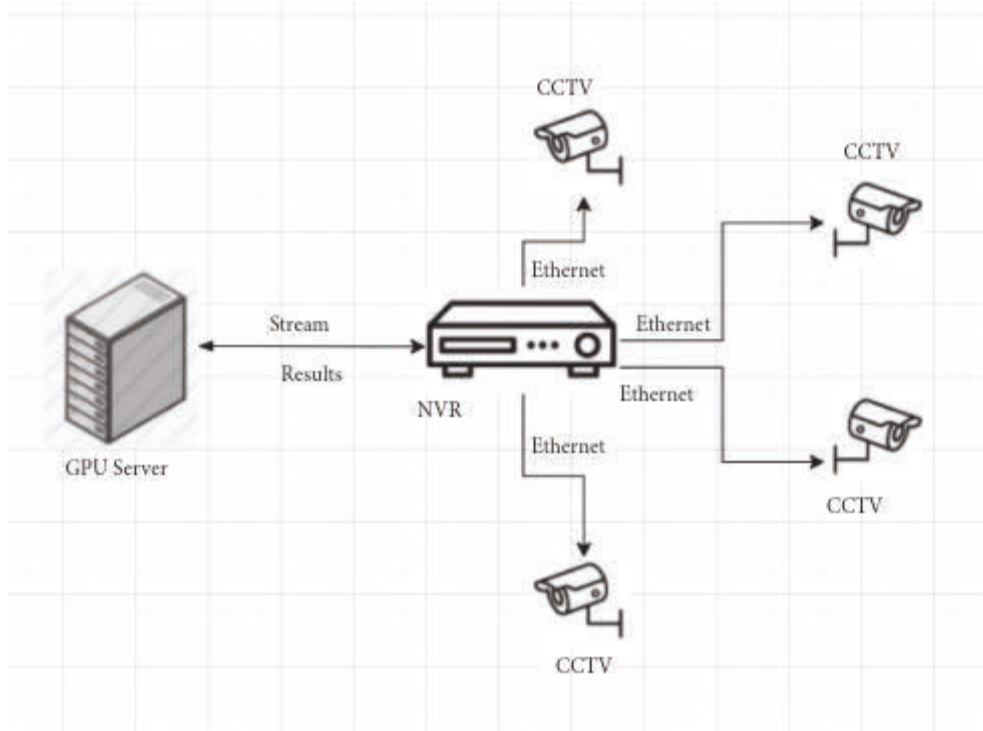 CCTV
CCTV
Ethernet
Stream
Ethernet
Results
Ethernet
NVR
Ethernet
GPU Server
CCTV
CCTV